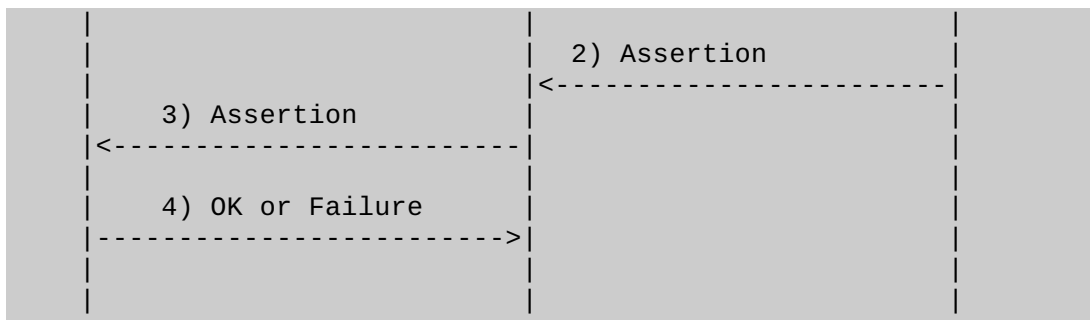 |                          |                         |
|                          |  2) Assertion           |
|                          |<------------------------|
|    3) Assertion          |                         |
|<-------------------------|                         |
|                          |                         |
|    4) OK or Failure      |                         |
|------------------------->|                         |
|                          |                         |
|                          |                         |